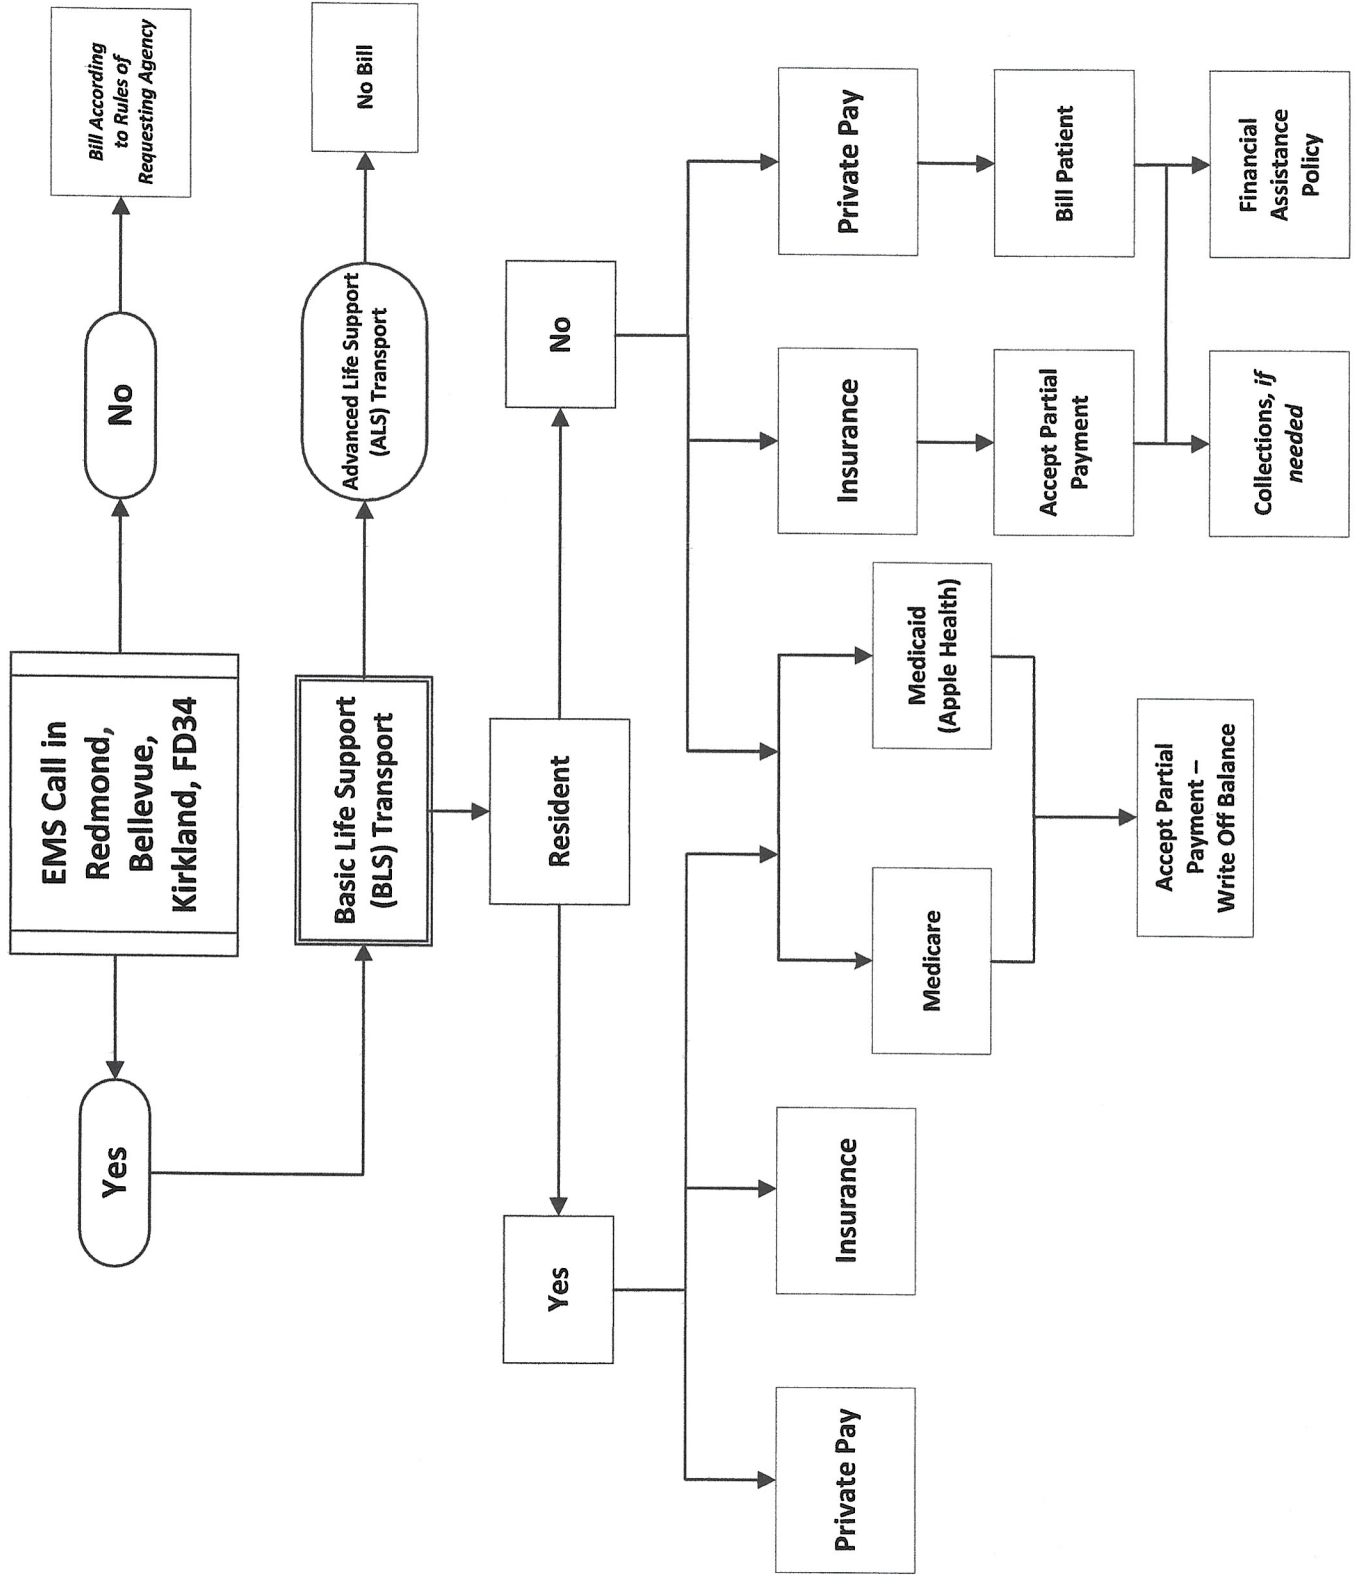 EMS Call in
Redmond,
Bellevue,
Kirkland, FD34
Yes
No
Bill According
to Rules of
Requesting Agency
Basic Life Support
(BLS) Transport
Advanced Life Support
(ALS) Transport
No Bill
Resident
Yes
No
Private Pay
Insurance
Medicare
Medicaid
(Apple Health)
Accept Partial
Payment –
Write Off Balance
Insurance
Private Pay
Accept Partial
Payment
Bill Patient
Collections, if
needed
Financial
Assistance
Policy